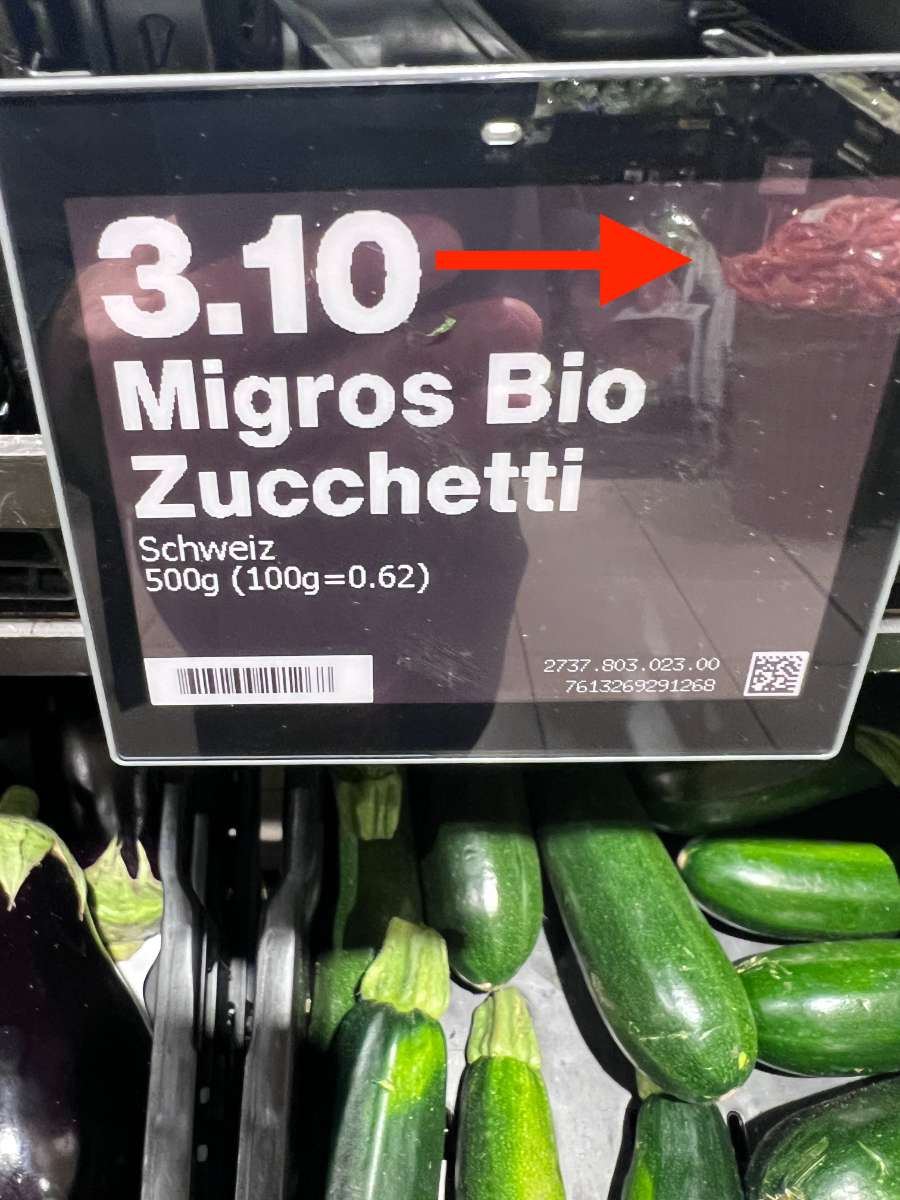 3.10
Migros Bio
Zucchetti
Schweiz
500g (100g=0.62)
2737.803.023.00
7613269291268